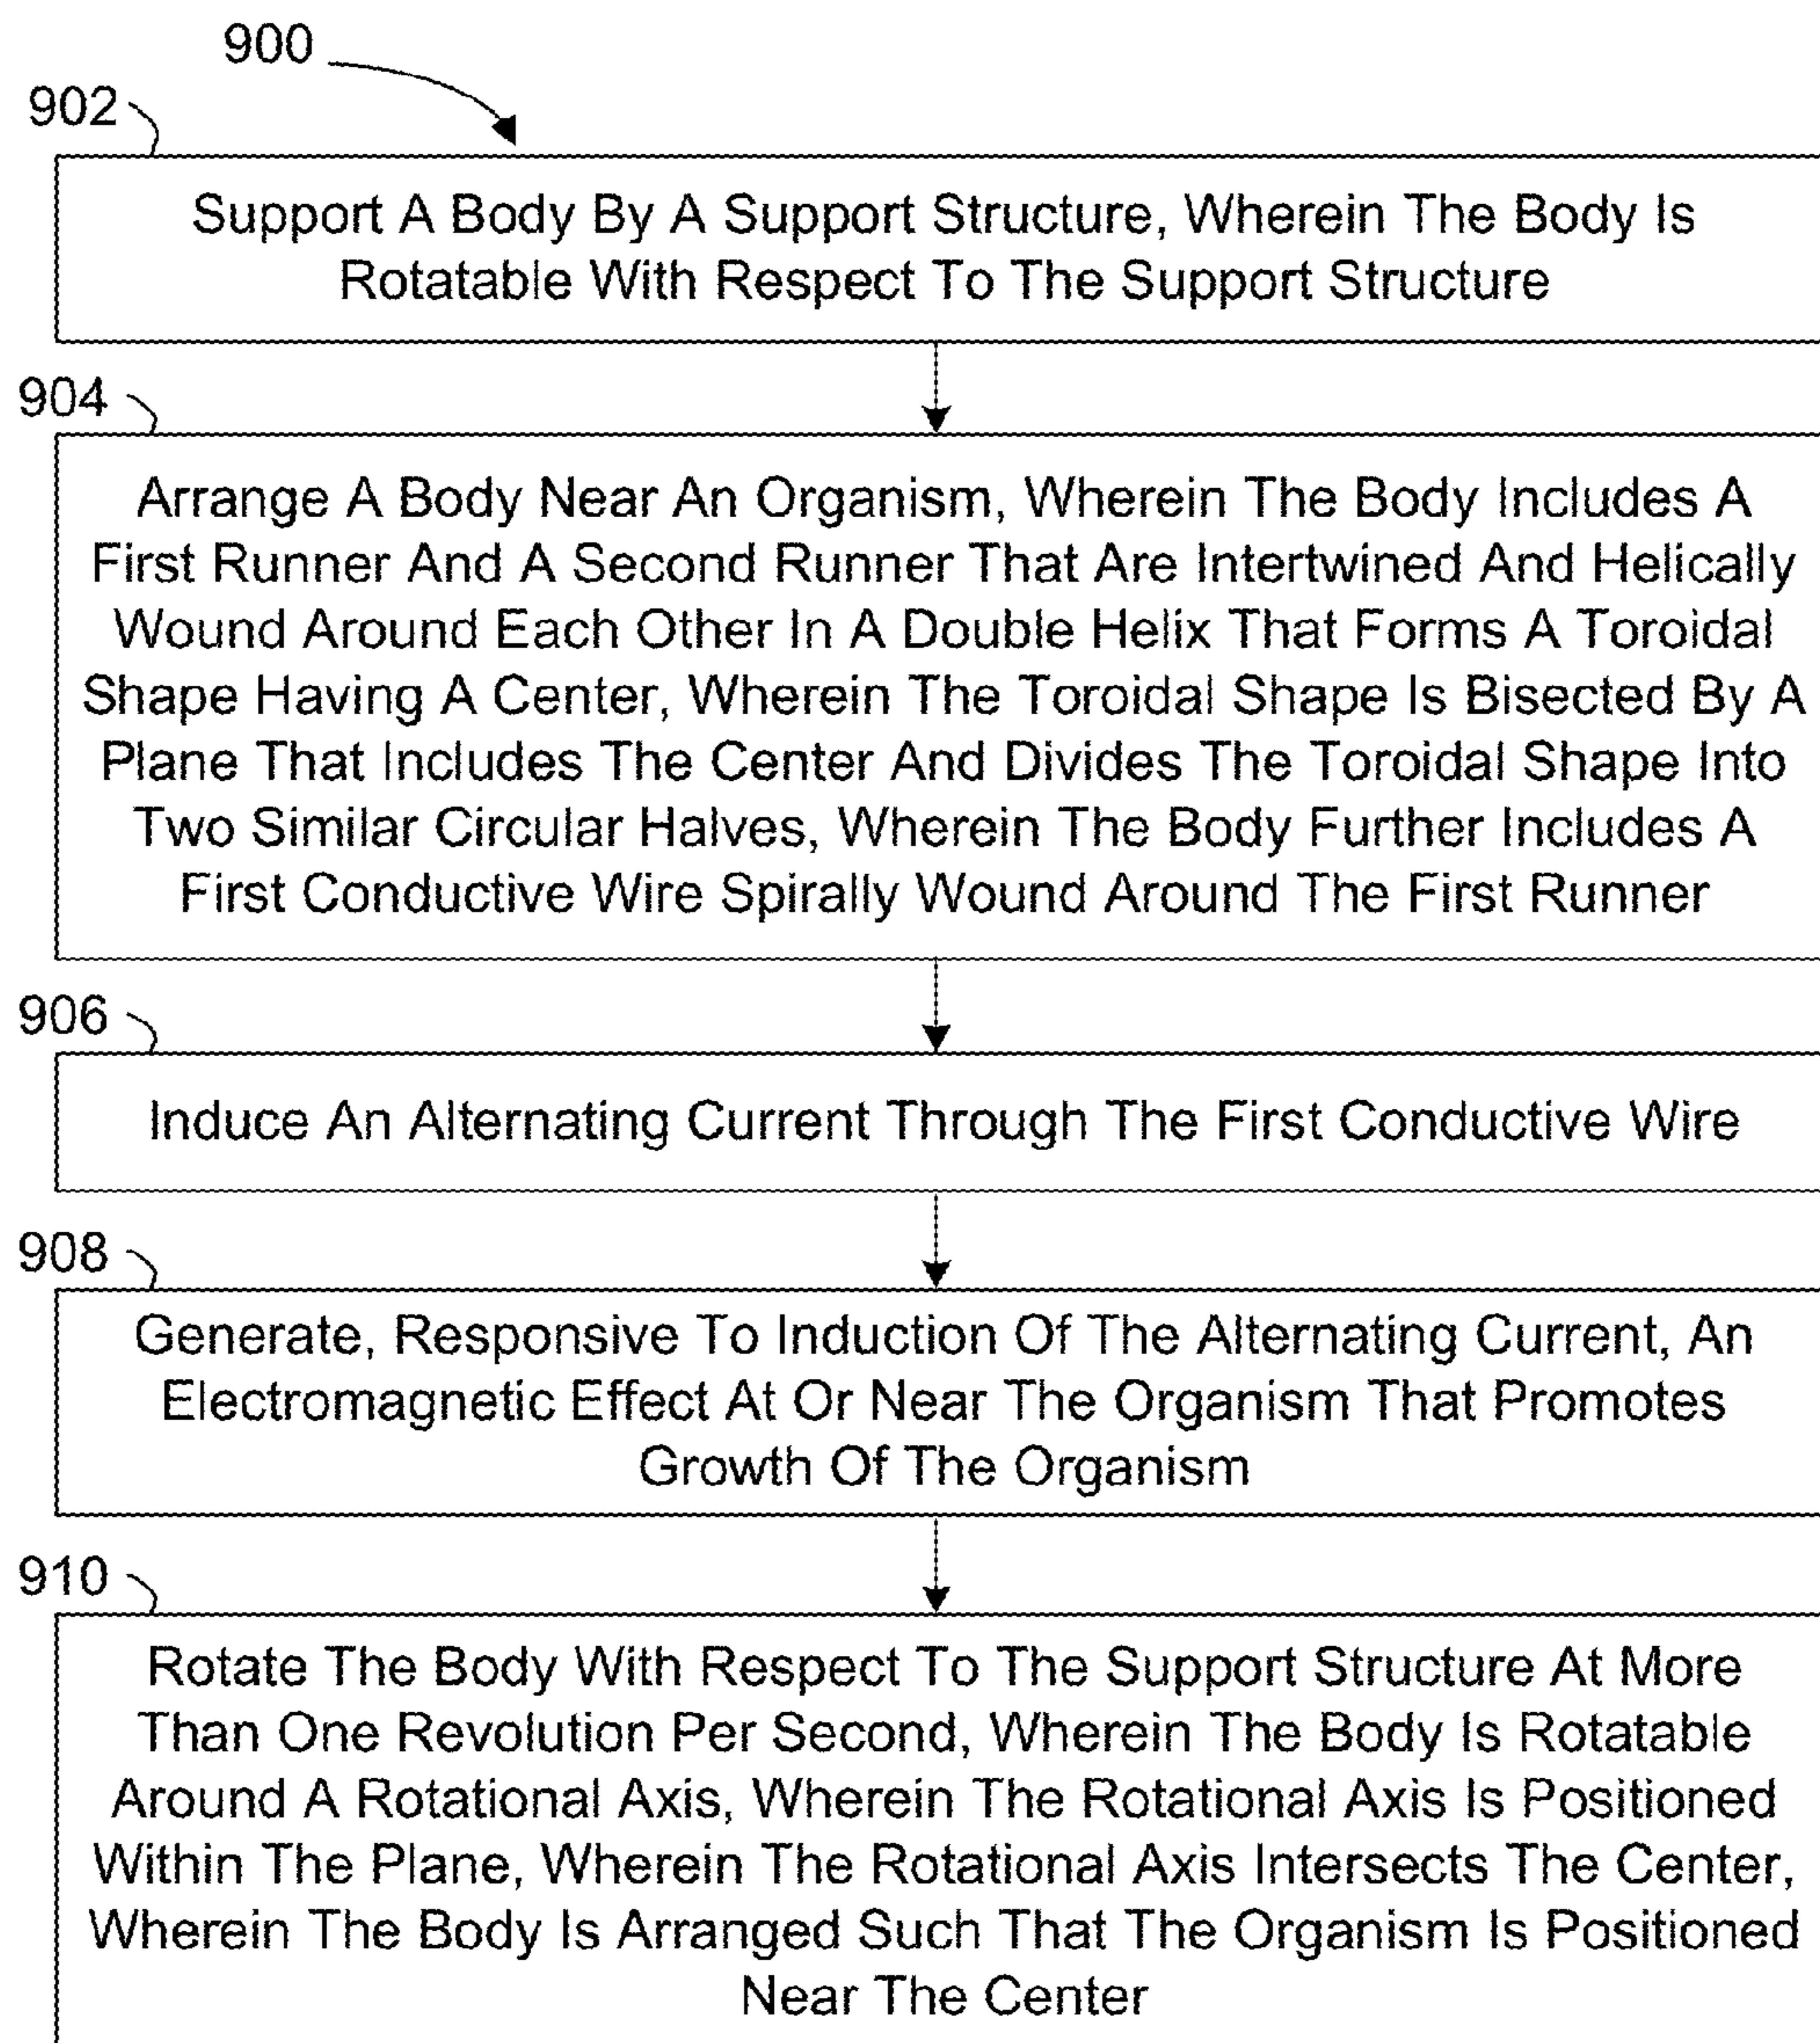 900
902
Support A Body By A Support Structure, Wherein The Body Is
Rotatable With Respect To The Support Structure
904
Arrange A Body Near An Organism, Wherein The Body Includes A
First Runner And A Second Runner That Are Intertwined And Helically
Wound Around Each Other In A Double Helix That Forms A Toroidal
Shape Having A Center, Wherein The Toroidal Shape Is Bisected By A
Plane That Includes The Center And Divides The Toroidal Shape Into
Two Similar Circular Halves, Wherein The Body Further Includes A
First Conductive Wire Spirally Wound Around The First Runner
906
Induce An Alternating Current Through The First Conductive Wire
908
Generate, Responsive To Induction Of The Alternating Current, An
Electromagnetic Effect At Or Near The Organism That Promotes
Growth Of The Organism
910
Rotate The Body With Respect To The Support Structure At More
Than One Revolution Per Second, Wherein The Body Is Rotatable
Around A Rotational Axis, Wherein The Rotational Axis Is Positioned
Within The Plane, Wherein The Rotational Axis Intersects The Center,
Wherein The Body Is Arranged Such That The Organism Is Positioned
Near The Center